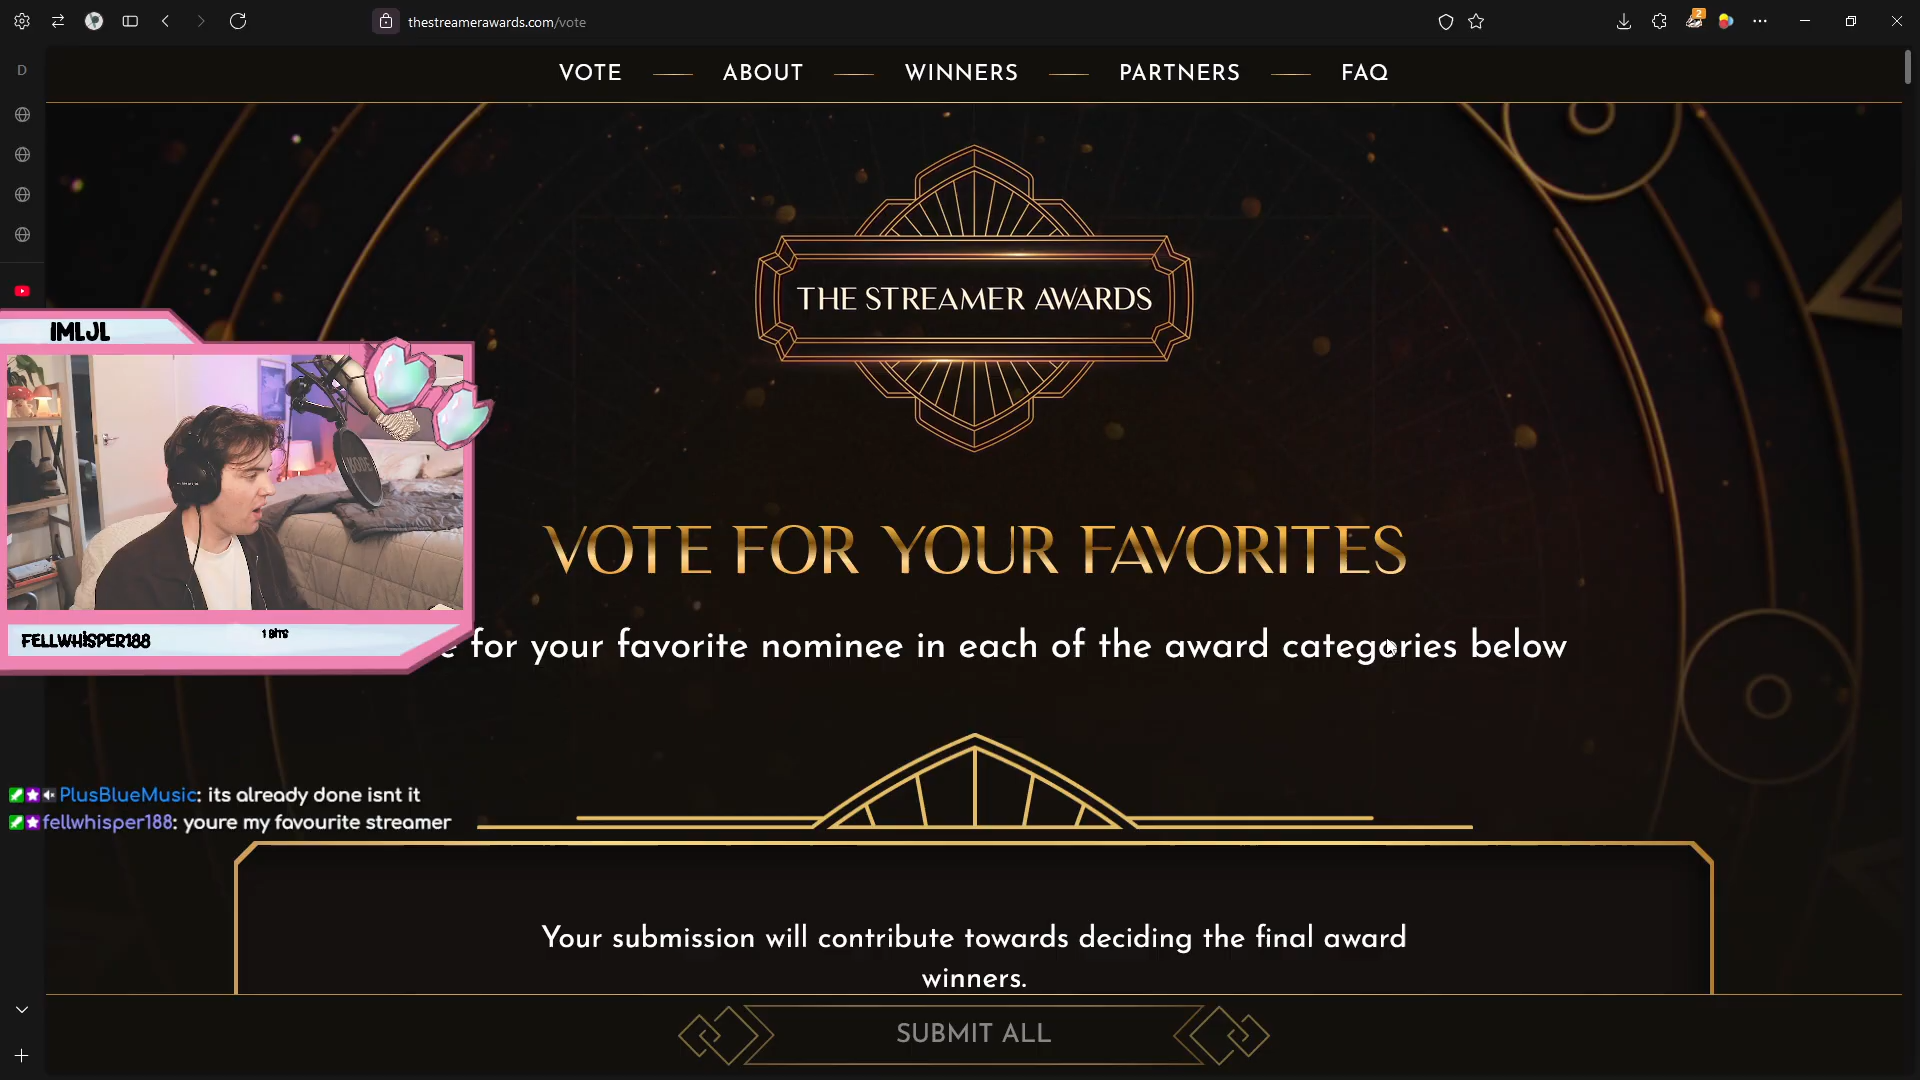 thestreamerawards.com/vote
2
D
VOTE
ABOUT
WINNERS
PARTNERS
FAQ
THE STREAMER AWARDS
IMLJL
RODE
VOTE FOR YOUR FAVORITES
FELLWHISPER188
1 BITS
e for your favorite nominee in each of the award categories below
PlusBlueMusic: its already done isnt it
fellwhisper188: youre my favourite streamer
Your submission will contribute towards deciding the final award
winners.
SUBMIT ALL